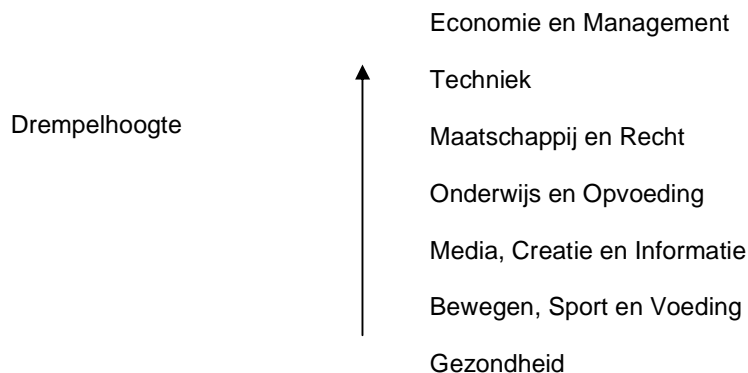 Economie en Management
Techniek
Drempelhoogte
Maatschappij en Recht
Onderwijs en Opvoeding
Media, Creatie en Informatie
Bewegen, Sport en Voeding
Gezondheid